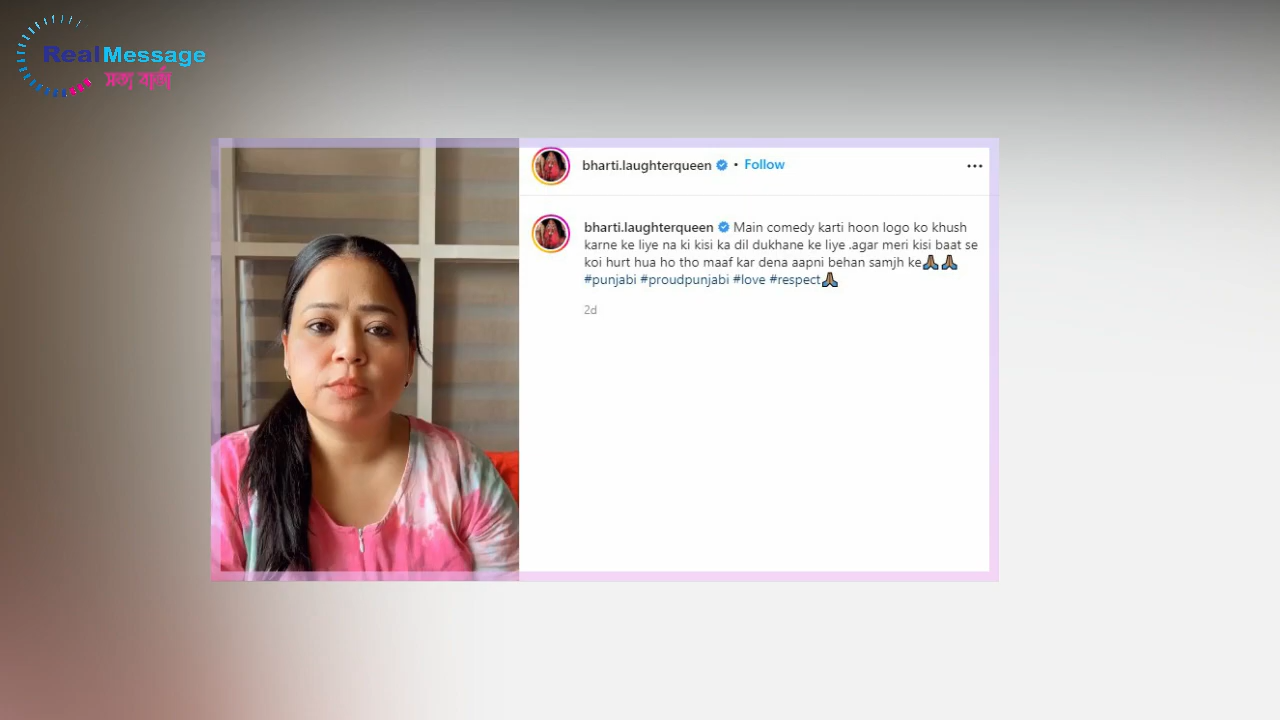 RealMessage
সত্য বার্তা
bharti.laughterqueen • Follow
bharti.laughterqueen Main comedy karti hoon logo ko khush
karne ke liye na ki kisi ka dil dukhane ke liye .agar meri kisi baat se
koi hurt hua ho tho maaf kar dena aapni behan samjh ke🙏🏾🙏🏾
#punjabi #proudpunjabi #love #respect🙏🏾
2d